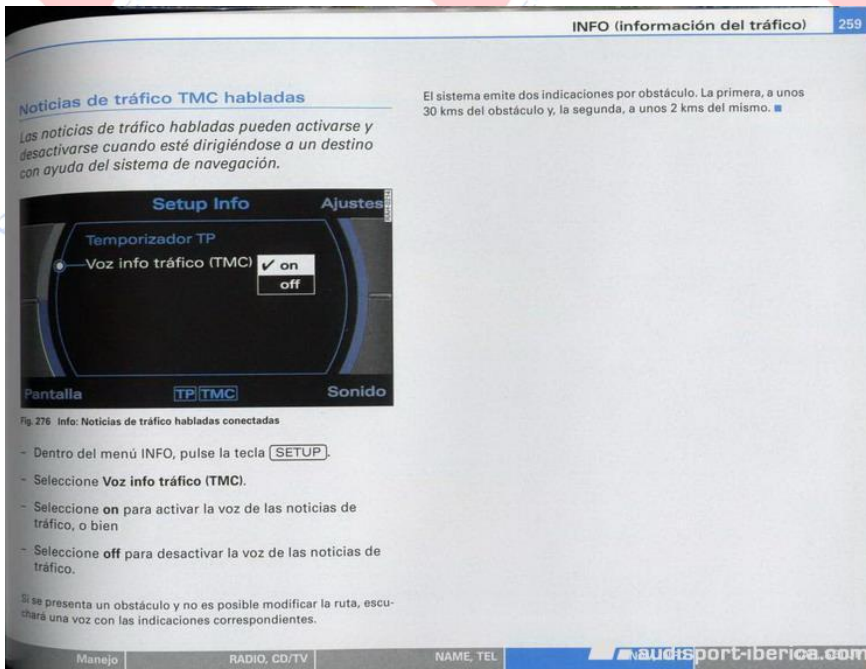 INFO (información del tráfico) 259
Noticias de tráfico TMC habladas
Las noticias de tráfico habladas pueden activarse y
desactivarse cuando esté dirigiéndose a un destino
con ayuda del sistema de navegación.
Setup Info Ajustes
Temporizador TP
Voz info tráfico (TMC) ✓ on
off
Pantalla TP TMC Sonido
Fig. 276 Info: Noticias de tráfico habladas conectadas
- Dentro del menú INFO, pulse la tecla SETUP.
- Seleccione Voz info tráfico (TMC).
- Seleccione on para activar la voz de las noticias de
tráfico, o bien
- Seleccione off para desactivar la voz de las noticias de
tráfico.
Si se presenta un obstáculo y no es posible modificar la ruta, escu-
chará una voz con las indicaciones correspondientes.
El sistema emite dos indicaciones por obstáculo. La primera, a unos
30 kms del obstáculo y, la segunda, a unos 2 kms del mismo. ■
Manejo RADIO, CD/TV NAME, TEL
audisport-iberica.com